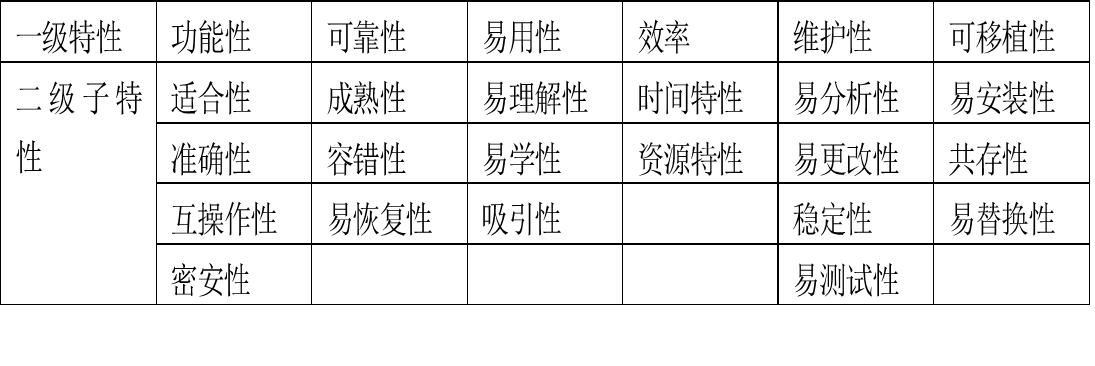 一级特性 功能性 可靠性 易用性 效率 维护性 可移植性
二级子特性 适合性 成熟性 易理解性 时间特性 易分析性 易安装性
准确性 容错性 易学性 资源特性 易更改性 共存性
互操作性 易恢复性 吸引性 稳定性 易替换性
密安性 易测试性